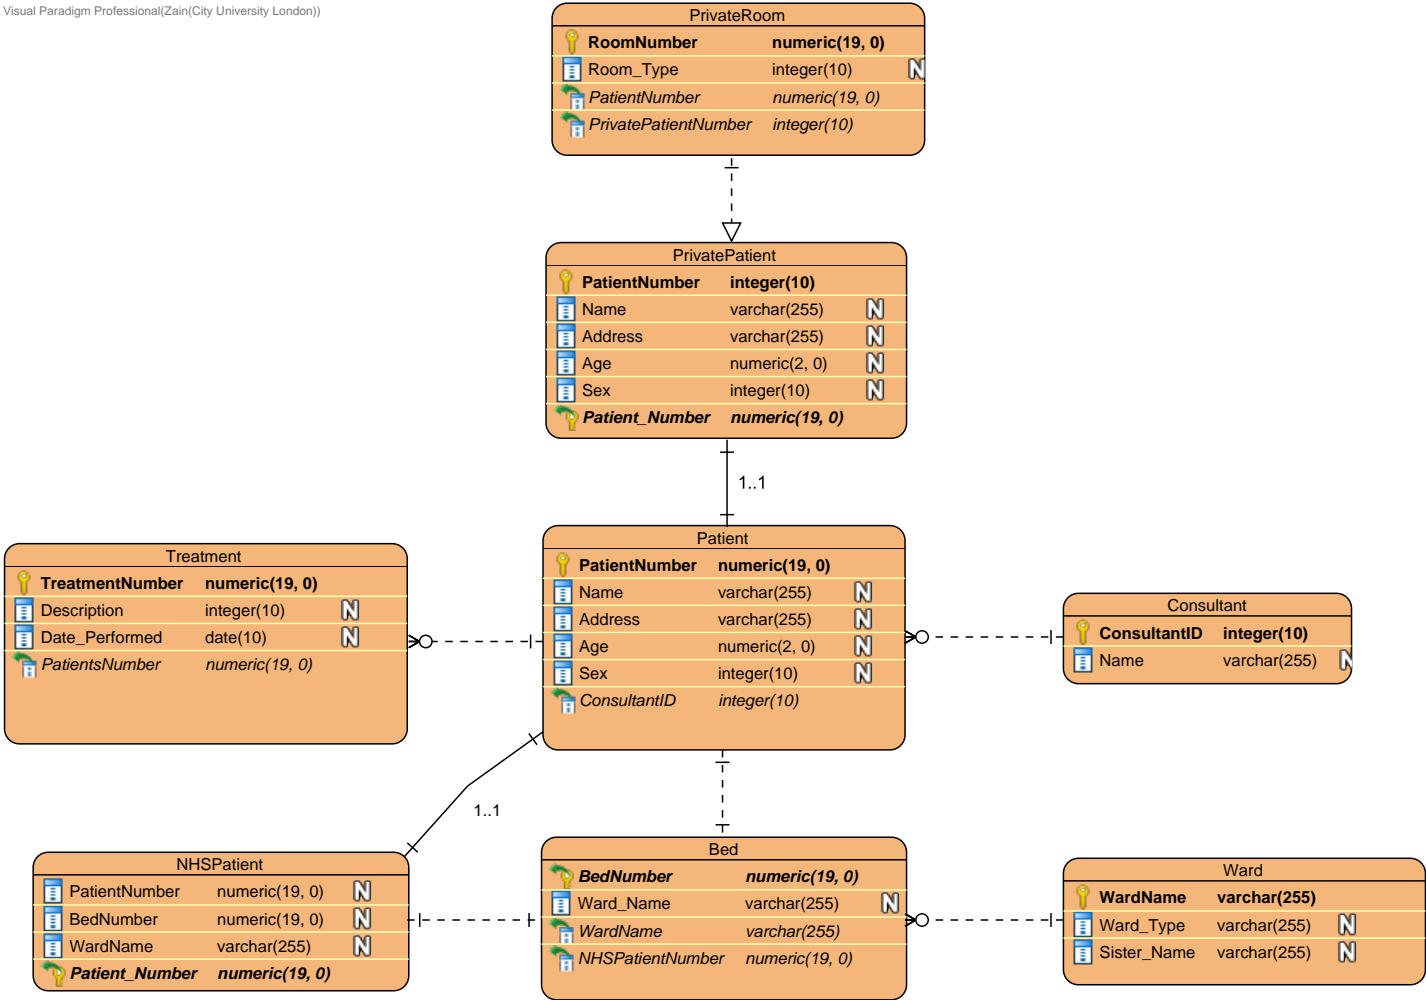 Visual Paradigm Professional(Zain(City University London))
PrivateRoom
RoomNumber numeric(19, 0)
Room_Type integer(10) N
PatientNumber numeric(19, 0)
PrivatePatientNumber integer(10)
PrivatePatient
PatientNumber integer(10)
Name varchar(255) N
Address varchar(255) N
Age numeric(2, 0) N
Sex integer(10) N
Patient_Number numeric(19, 0)
1..1
Patient
PatientNumber numeric(19, 0)
Name varchar(255) N
Address varchar(255) N
Age numeric(2, 0) N
Sex integer(10) N
ConsultantID integer(10)
Treatment
TreatmentNumber numeric(19, 0)
Description integer(10) N
Date_Performed date(10) N
PatientsNumber numeric(19, 0)
Consultant
ConsultantID integer(10)
Name varchar(255) N
1..1
NHSPatient
PatientNumber numeric(19, 0) N
BedNumber numeric(19, 0) N
WardName varchar(255) N
Patient_Number numeric(19, 0)
Bed
BedNumber numeric(19, 0)
Ward_Name varchar(255) N
WardName varchar(255)
NHSPatientNumber numeric(19, 0)
Ward
WardName varchar(255)
Ward_Type varchar(255) N
Sister_Name varchar(255) N